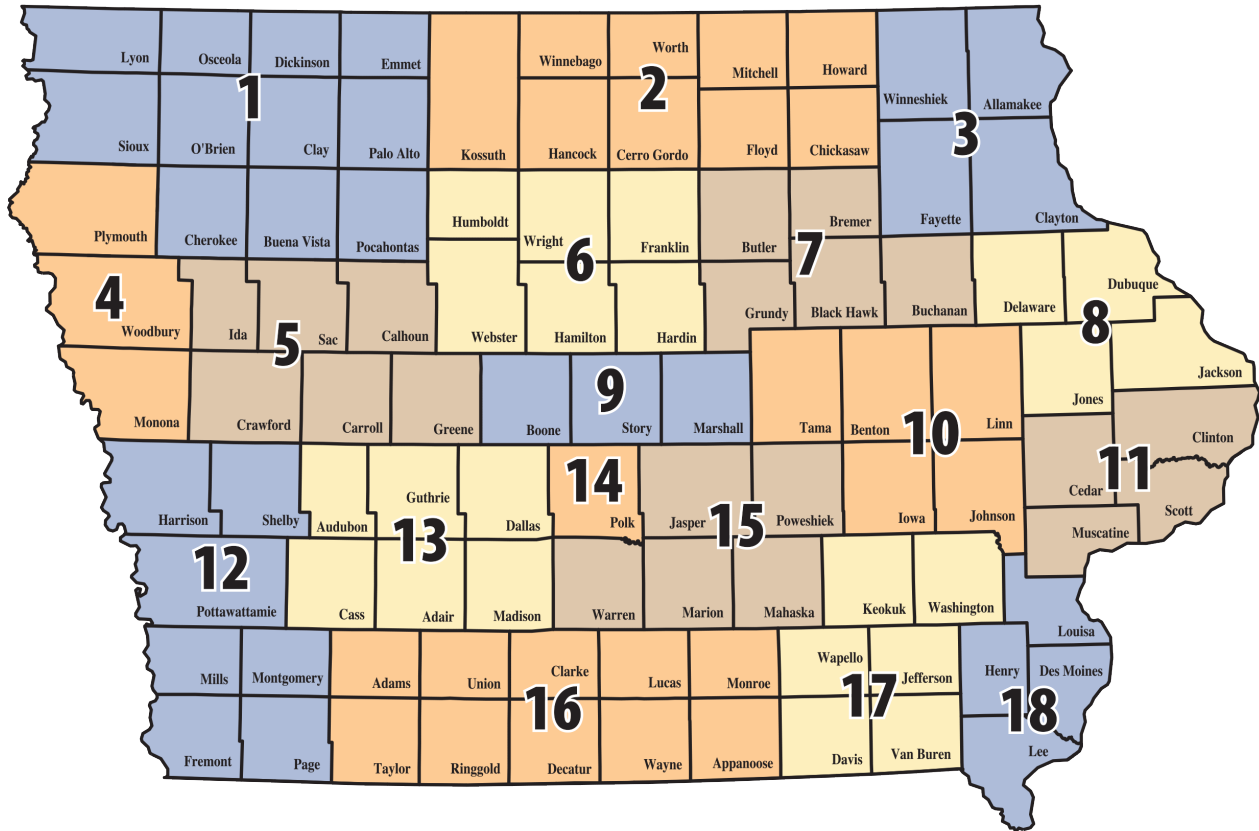 Lyon
Osceola
Dickinson
Emmet
Winnebago
Worth
Mitchell
Howard
Winneshiek
Allamakee
1
2
3
Sioux
O'Brien
Clay
Palo Alto
Kossuth
Hancock
Cerro Gordo
Floyd
Chickasaw
Fayette
Clayton
Plymouth
Cherokee
Buena Vista
Pocahontas
Humboldt
Wright
Franklin
Butler
Bremer
6
7
4
Woodbury
Ida
Sac
Calhoun
Webster
Hamilton
Hardin
Grundy
Black Hawk
Buchanan
Delaware
Dubuque
5
8
Jackson
Jones
Monona
Crawford
Carroll
Greene
Boone
9
Story
Marshall
Tama
Benton
Linn
10
Clinton
11
Cedar
Scott
Muscatine
Harrison
Shelby
Audubon
Guthrie
Dallas
14
Polk
Jasper
15
Poweshiek
Iowa
Johnson
12
13
Pottawattamie
Cass
Adair
Madison
Warren
Marion
Mahaska
Keokuk
Washington
Louisa
Mills
Montgomery
Adams
Union
Clarke
Lucas
Monroe
Wapello
Jefferson
Henry
Des Moines
16
17
18
Fremont
Page
Taylor
Ringgold
Decatur
Wayne
Appanoose
Davis
Van Buren
Lee